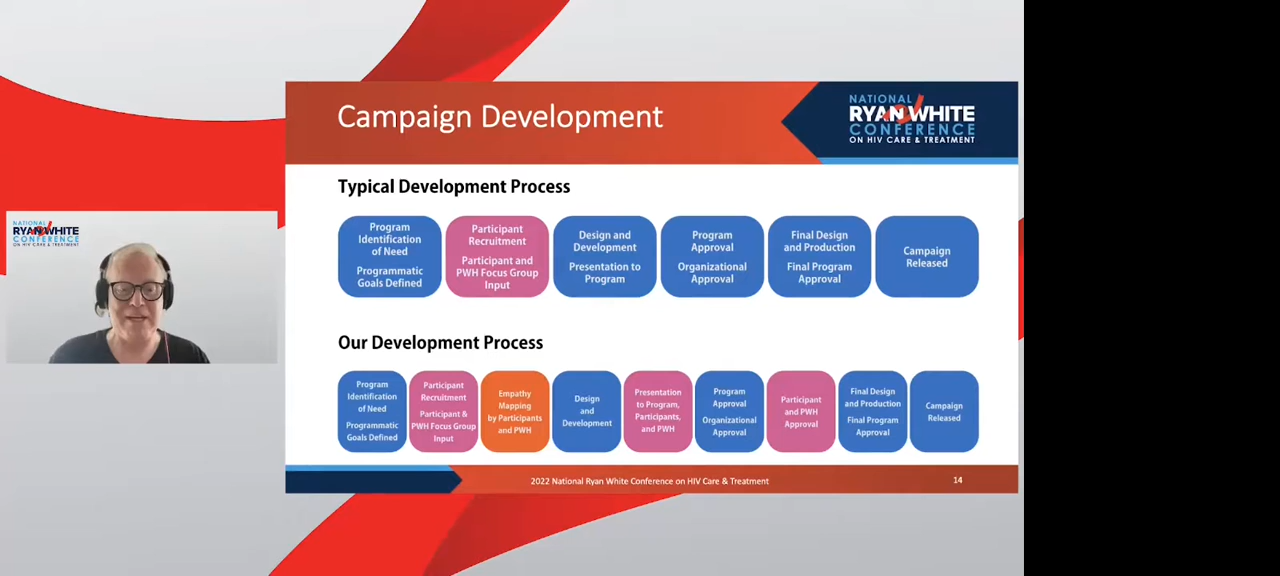 Campaign Development
NATIONAL
RYAN WHITE
CONFERENCE
ON HIV CARE & TREATMENT
Typical Development Process
Program
Identification
of Need
Programmatic
Goals Defined
Participant
Recruitment
Participant and
PWH Focus Group
Input
Design and
Development
Presentation to
Program
Program
Approval
Organizational
Approval
Final Design
and Production
Final Program
Approval
Campaign
Released
NATIONAL
RYAN WHITE
CONFERENCE
ON HIV CARE & TREATMENT
Our Development Process
Program
Identification
of Need
Programmatic
Goals Defined
Participant
Recruitment
Participant &
PWH Focus Group
Input
Empathy
Mapping
by Participants
and PWH
Design
and
Development
Presentation
to Program,
Participants,
and PWH
Program
Approval
Organizational
Approval
Participant
and PWH
Approval
Final Design
and Production
Final Program
Approval
Campaign
Released
2022 National Ryan White Conference on HIV Care & Treatment
14